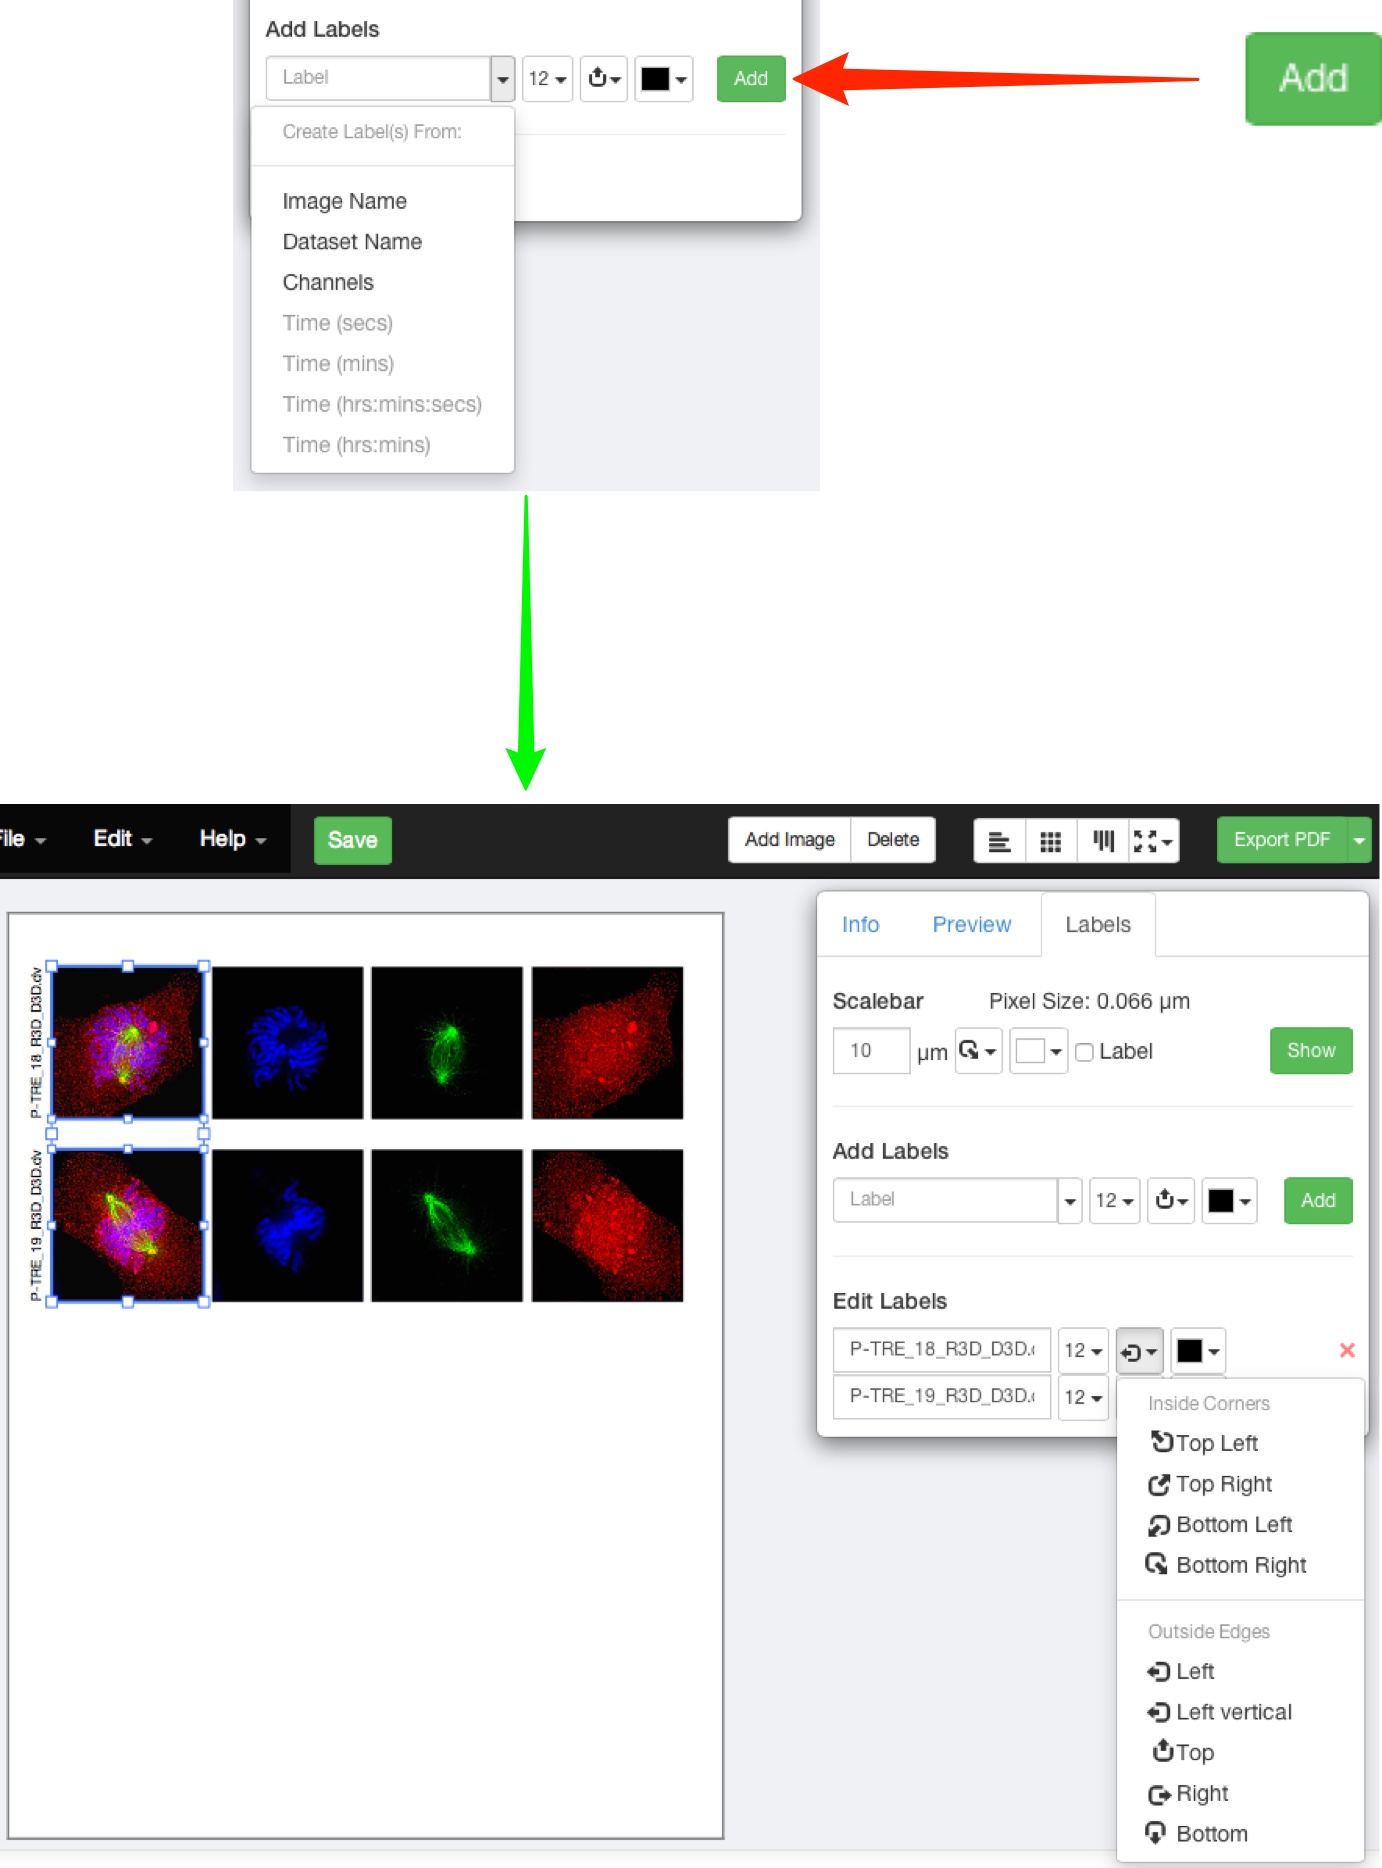 Add Labels
Label 12 Add
Add
Create Label(s) From:
Image Name
Dataset Name
Channels
Time (secs)
Time (mins)
Time (hrs:mins:secs)
Time (hrs:mins)
File Edit Help Save Add Image Delete Export PDF
Info Preview Labels
Scalebar Pixel Size: 0.066 µm
10 µm Label Show
Add Labels
Label 12 Add
Edit Labels
P-TRE_18_R3D_D3D. 12
P-TRE_19_R3D_D3D. 12
Inside Corners
Top Left
Top Right
Bottom Left
Bottom Right
Outside Edges
Left
Left vertical
Top
Right
Bottom
P-TRE_18_R3D_D3D.dv
P-TRE_19_R3D_D3D.dv